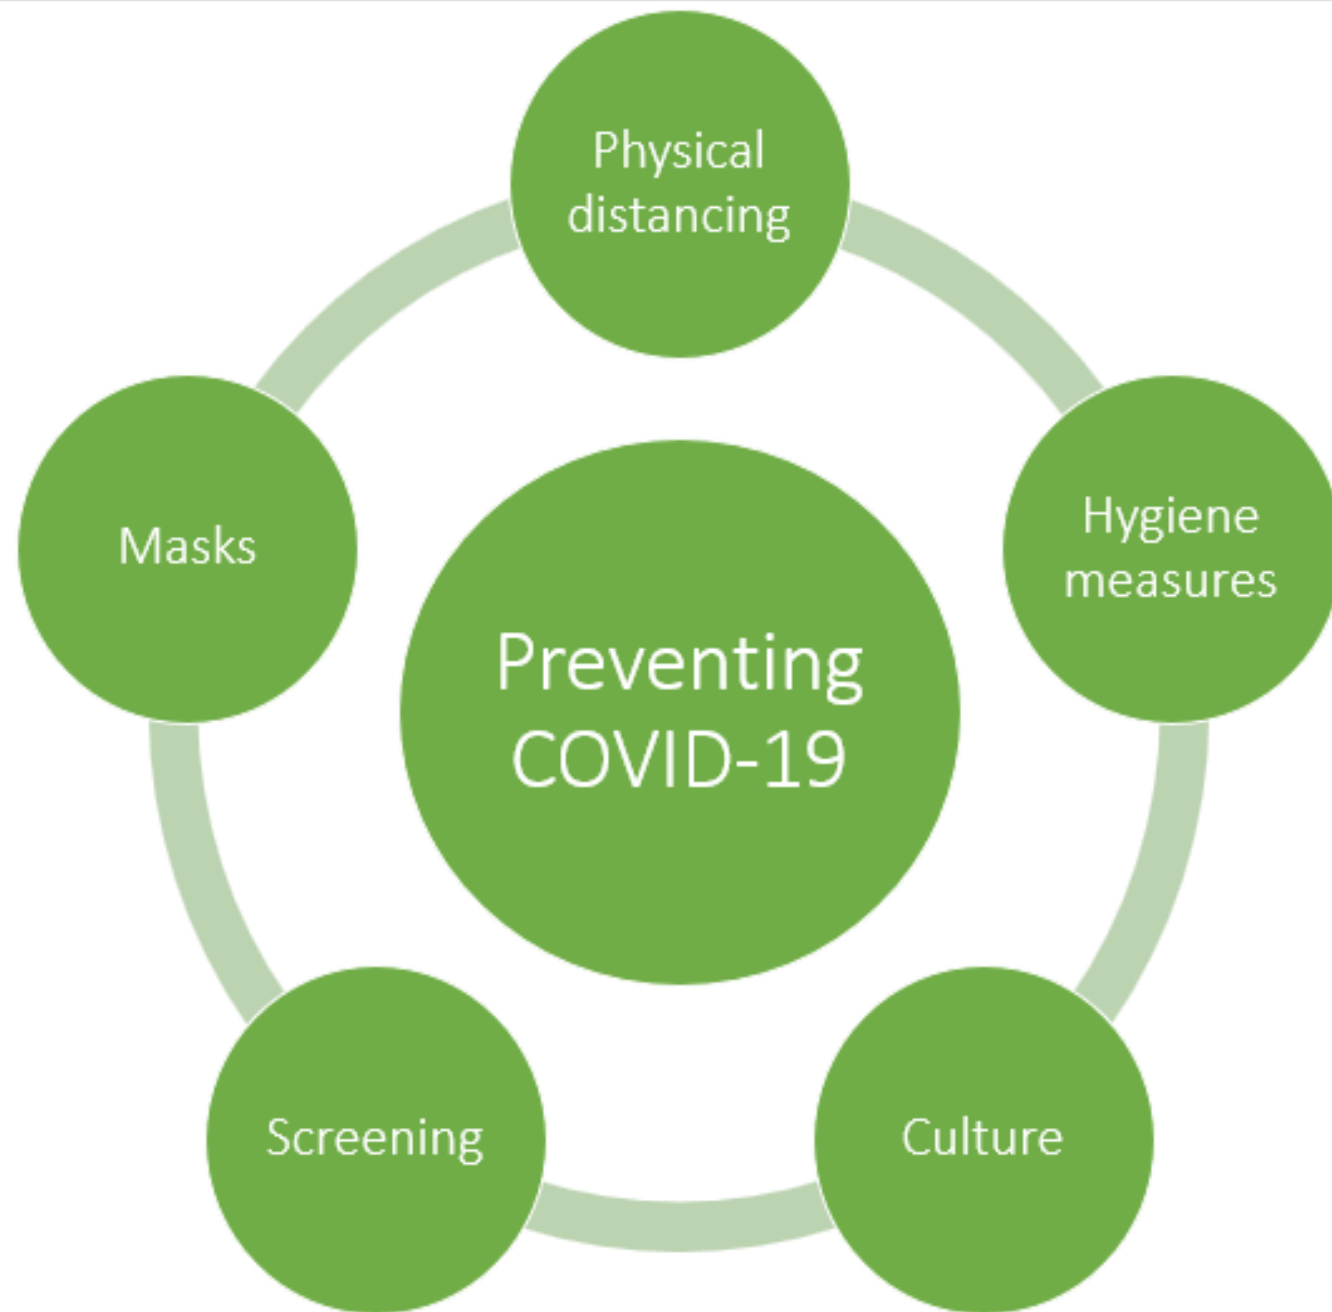 Physical
distancing
Hygiene
measures
Masks
Preventing
COVID-19
Screening
Culture